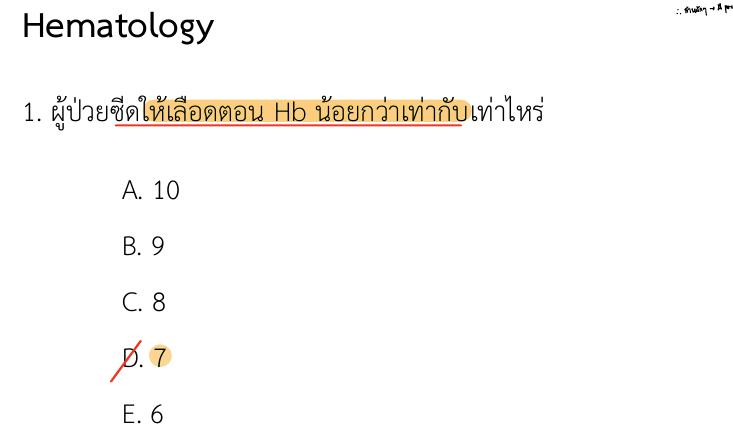 Hematology
1. ผู้ป่วยซีดให้เลือดตอน Hb น้อยกว่าเท่ากับเท่าไหร่
A. 10
B. 9
C. 8
D. 7
E. 6